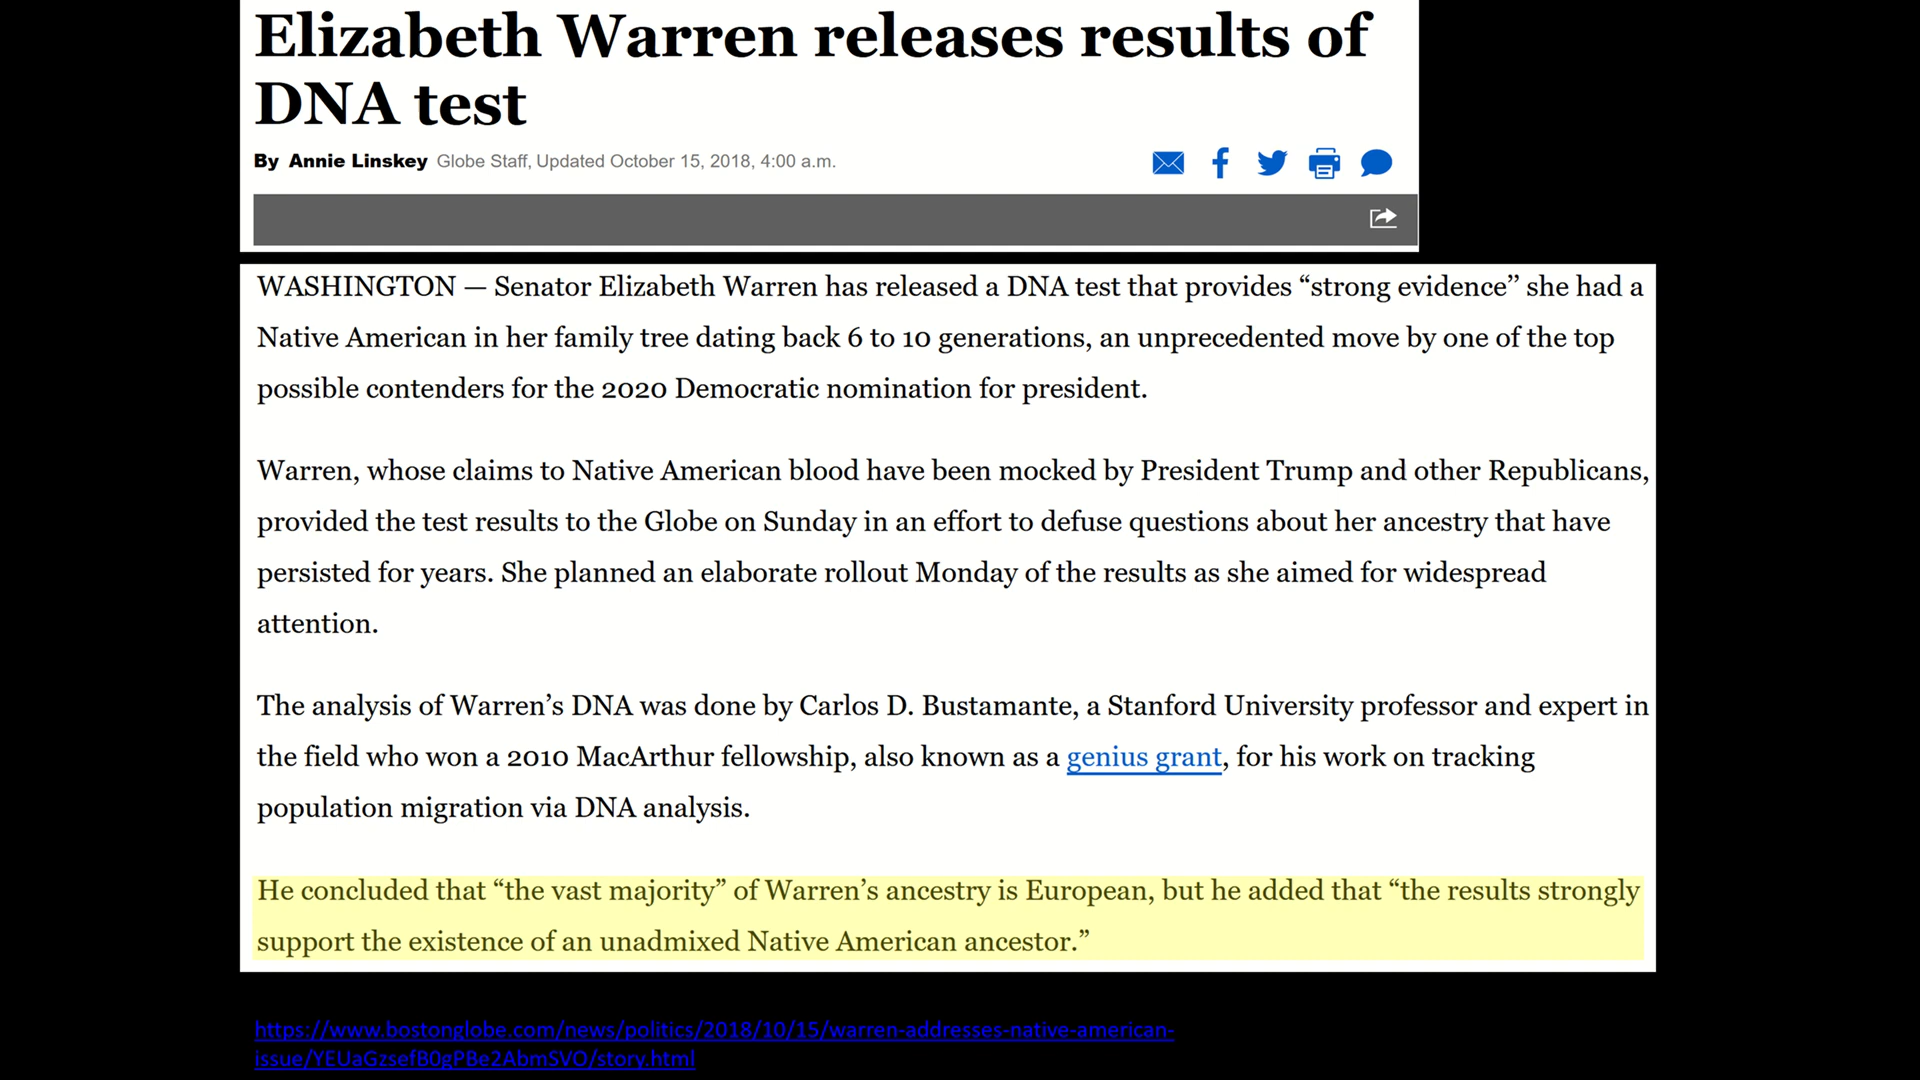 Elizabeth Warren releases results of
DNA test
By Annie Linskey Globe Staff, Updated October 15, 2018, 4:00 a.m.
WASHINGTON — Senator Elizabeth Warren has released a DNA test that provides “strong evidence” she had a
Native American in her family tree dating back 6 to 10 generations, an unprecedented move by one of the top
possible contenders for the 2020 Democratic nomination for president.
Warren, whose claims to Native American blood have been mocked by President Trump and other Republicans,
provided the test results to the Globe on Sunday in an effort to defuse questions about her ancestry that have
persisted for years. She planned an elaborate rollout Monday of the results as she aimed for widespread
attention.
The analysis of Warren’s DNA was done by Carlos D. Bustamante, a Stanford University professor and expert in
the field who won a 2010 MacArthur fellowship, also known as a genius grant, for his work on tracking
population migration via DNA analysis.
He concluded that “the vast majority” of Warren’s ancestry is European, but he added that “the results strongly
support the existence of an unadmixed Native American ancestor.”
https://www.bostonglobe.com/news/politics/2018/10/15/warren-addresses-native-american-
issue/YEUaGzsefB0gPBe2AbmSVO/story.html